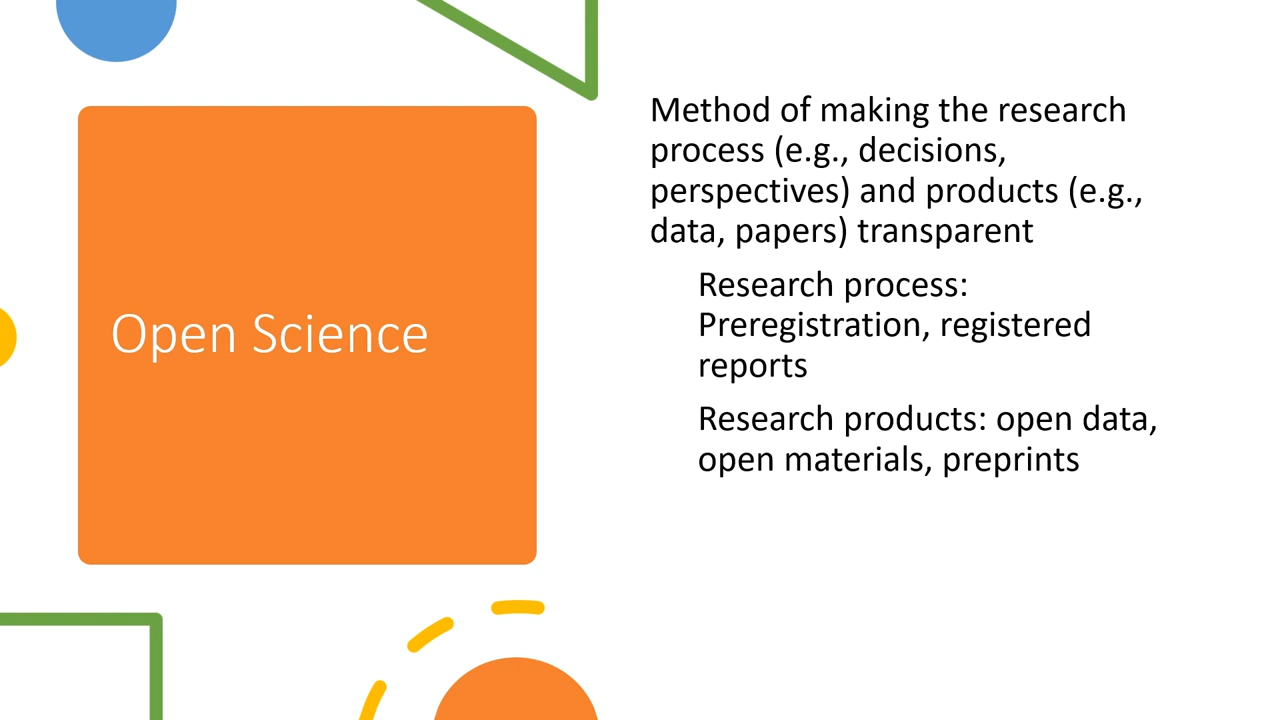 Open Science
Method of making the research
process (e.g., decisions,
perspectives) and products (e.g.,
data, papers) transparent
Research process:
Preregistration, registered
reports
Research products: open data,
open materials, preprints